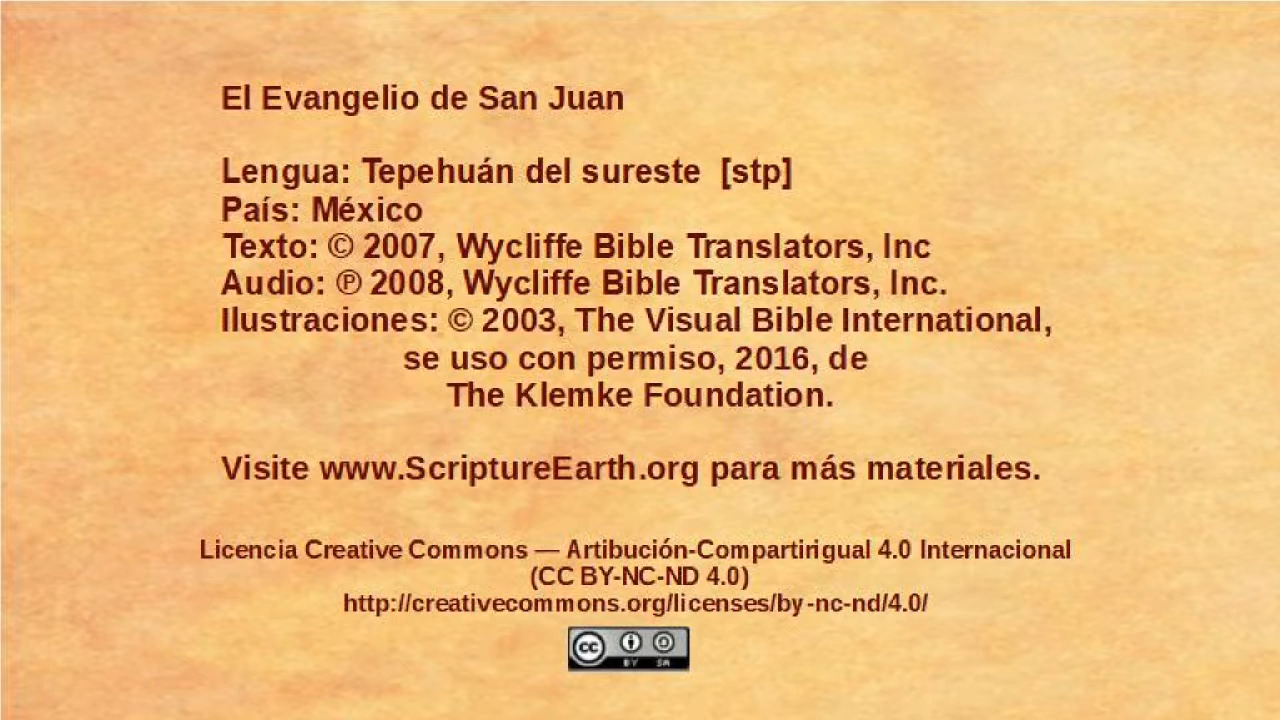 El Evangelio de San Juan
Lengua: Tepehuán del sureste [stp]
País: México
Texto: © 2007, Wycliffe Bible Translators, Inc
Audio: ℗ 2008, Wycliffe Bible Translators, Inc.
Ilustraciones: © 2003, The Visual Bible International,
se uso con permiso, 2016, de
The Klemke Foundation.
Visite www.ScriptureEarth.org para más materiales.
Licencia Creative Commons — Artibución-Compartirigual 4.0 Internacional
(CC BY-NC-ND 4.0)
http://creativecommons.org/licenses/by-nc-nd/4.0/
cc BY SA